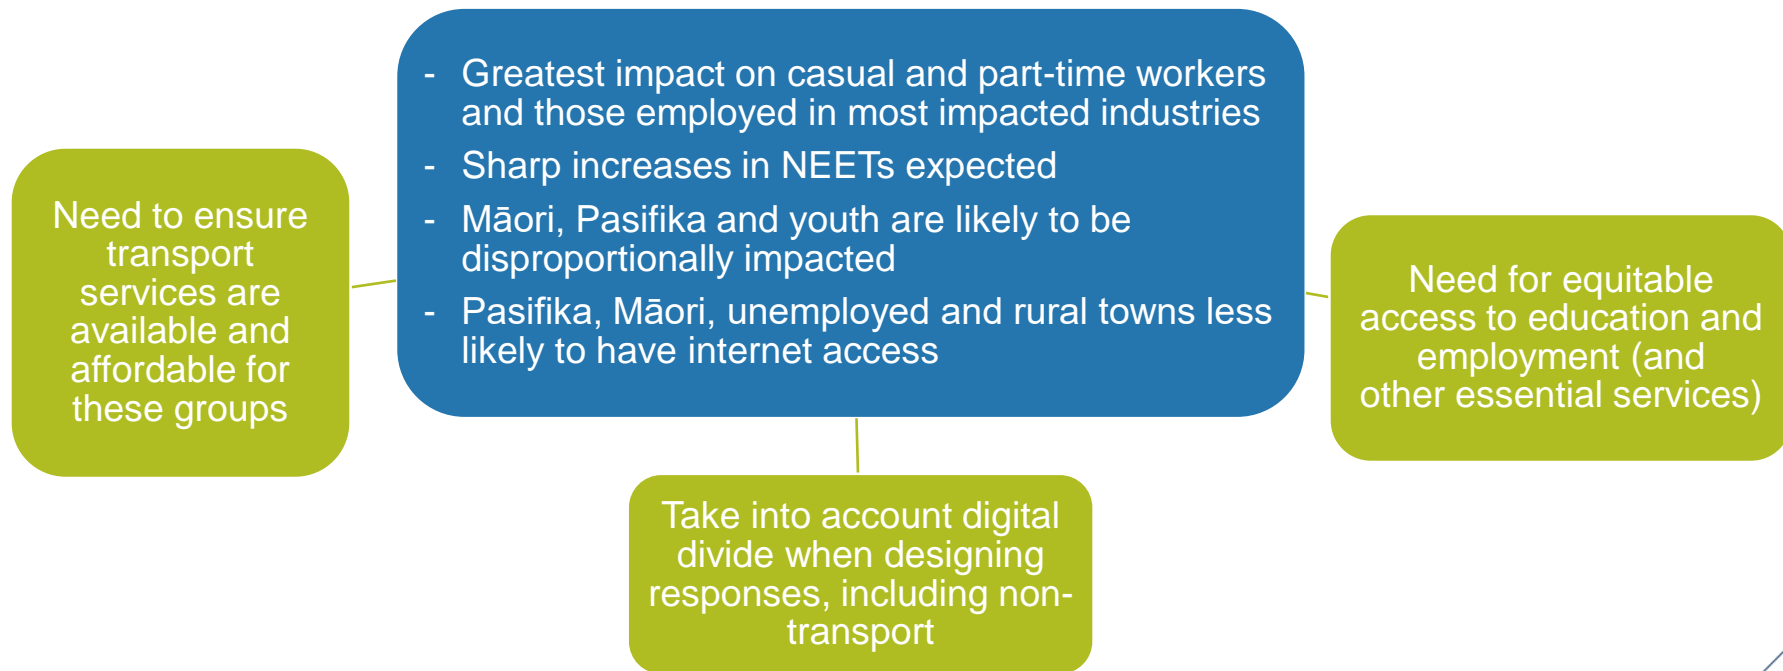 - Greatest impact on casual and part-time workers
and those employed in most impacted industries
- Sharp increases in NEETs expected
- Māori, Pasifika and youth are likely to be
disproportionally impacted
- Pasifika, Māori, unemployed and rural towns less
likely to have internet access
Need to ensure
transport
services are
available and
affordable for
these groups
Need for equitable
access to education and
employment (and
other essential services)
Take into account digital
divide when designing
responses, including non-
transport